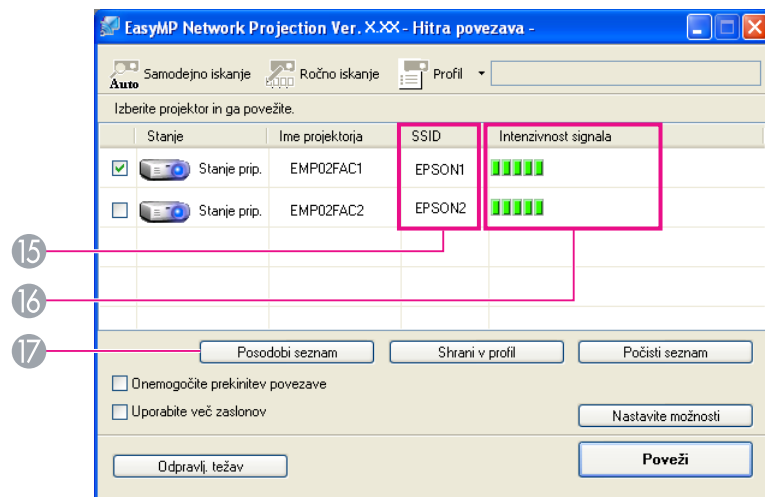 EasyMP Network Projection Ver. X.XX - Hitra povezava -
Auto Samodejno iskanje Ročno iskanje Profil
Izberite projektor in ga povežite.
Stanje Ime projektorja SSID Intenzivnost signala
Stanje prip. EMP02FAC1 EPSON1
Stanje prip. EMP02FAC2 EPSON2
15
16
17
Posodobi seznam Shrani v profil Počisti seznam
Onemogočite prekinitev povezave
Uporabite več zaslonov Nastavite možnosti
Odpravlj. težav Poveži